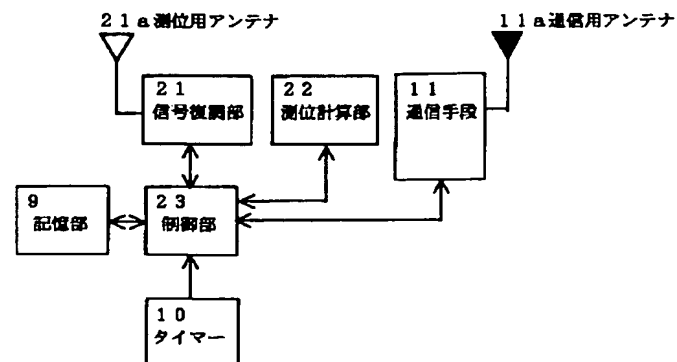 21a測位用アンテナ
11a通信用アンテナ
21
信号復調部
22
測位計算部
11
通信手段
9
記憶部
23
制御部
10
タイマー